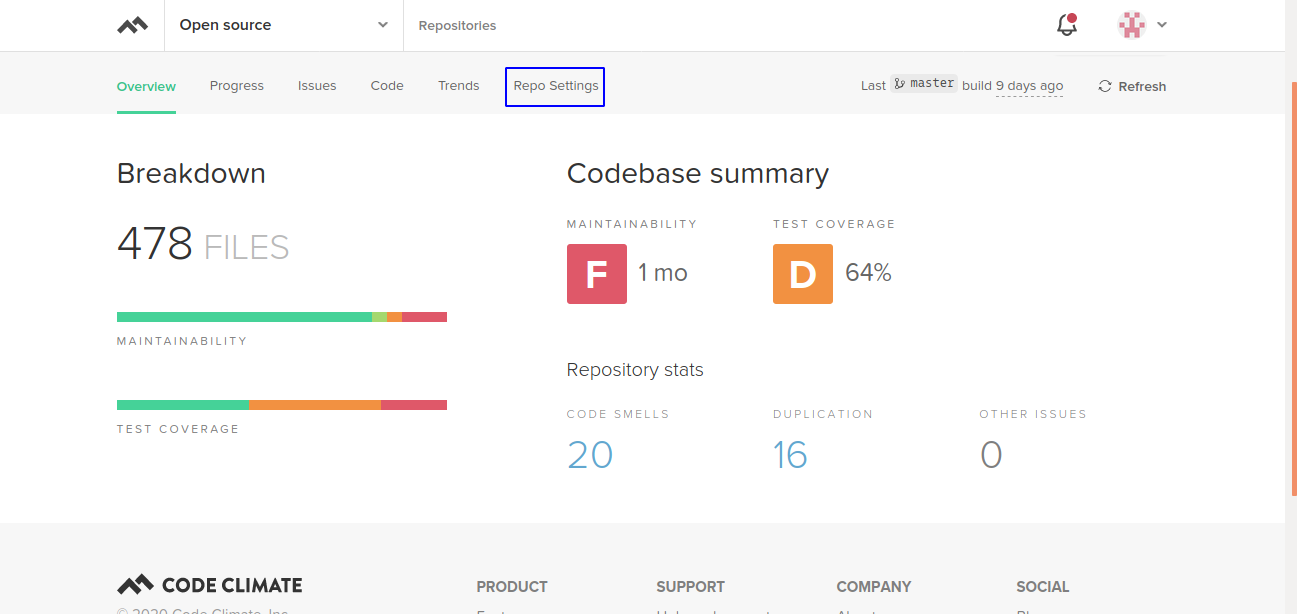 Open source Repositories
Overview Progress Issues Code Trends Repo Settings Last master build 9 days ago Refresh
Breakdown Codebase summary
478 FILES
MAINTAINABILITY TEST COVERAGE
F 1 mo D 64%
MAINTAINABILITY
Repository stats
CODE SMELLS DUPLICATION OTHER ISSUES
TEST COVERAGE
20 16 0
CODE CLIMATE PRODUCT SUPPORT COMPANY SOCIAL
© 2020 Code Climate, Inc.